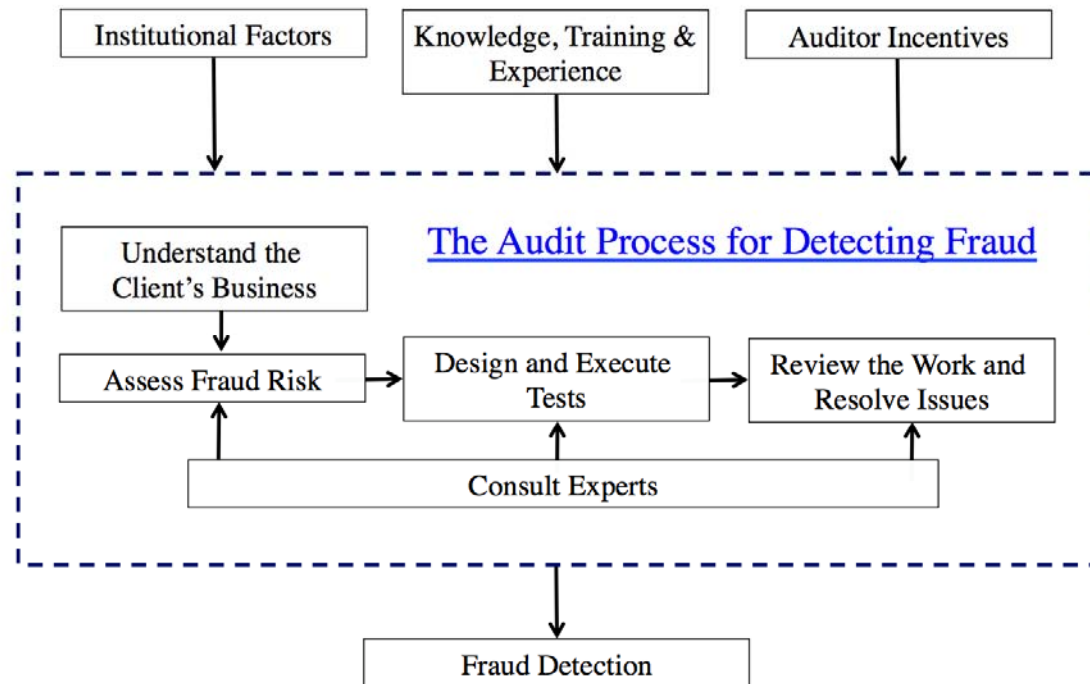 Institutional Factors
Knowledge, Training &
Experience
Auditor Incentives
The Audit Process for Detecting Fraud
Understand the
Client's Business
Assess Fraud Risk
Design and Execute
Tests
Review the Work and
Resolve Issues
Consult Experts
Fraud Detection